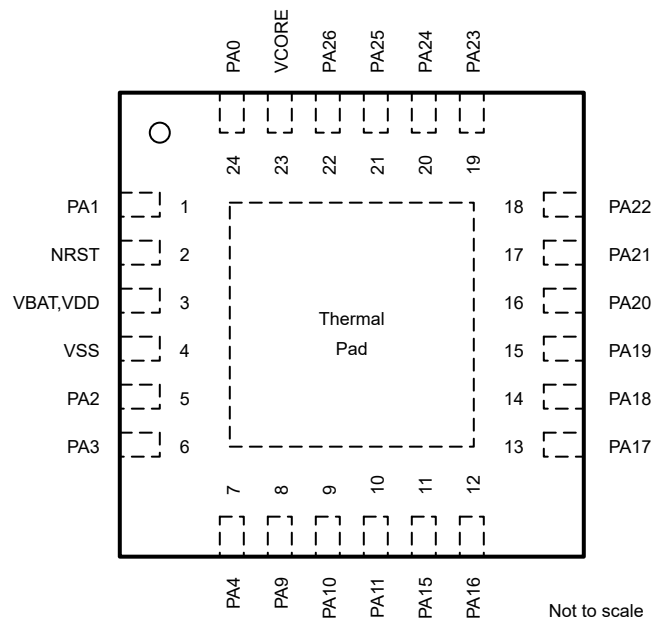 PA0
VCORE
PA26
PA25
PA24
PA23
24
23
22
21
20
19
PA1 1
NRST 2
VBAT,VDD 3
VSS 4
PA2 5
PA3 6
Thermal
Pad
18 PA22
17 PA21
16 PA20
15 PA19
14 PA18
13 PA17
7
8
9
10
11
12
PA4
PA9
PA10
PA11
PA15
PA16
Not to scale